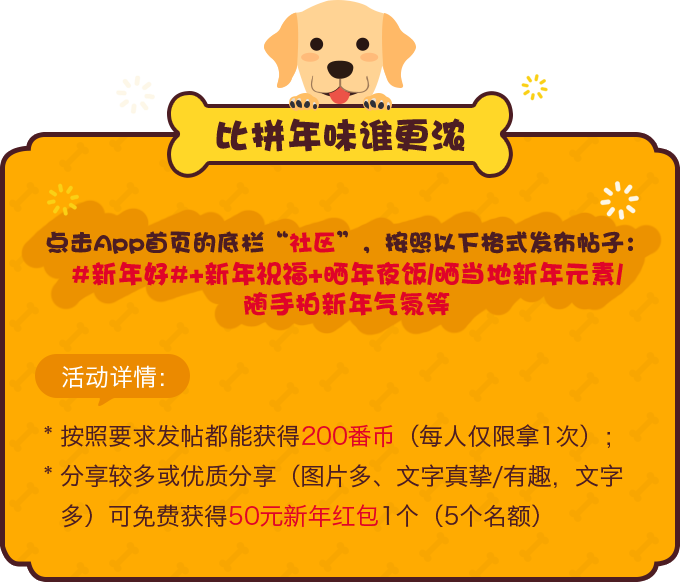 比拼年味谁更浓
点击App首页的底栏“社区”，按照以下格式发布帖子：
#新年好#+新年祝福+晒年夜饭/晒当地新年元素/
随手拍新年气氛等
活动详情：
* 按照要求发帖都能获得200番币（每人仅限拿1次）；
* 分享较多或优质分享（图片多、文字真挚/有趣，文字
多）可免费获得50元新年红包1个（5个名额）